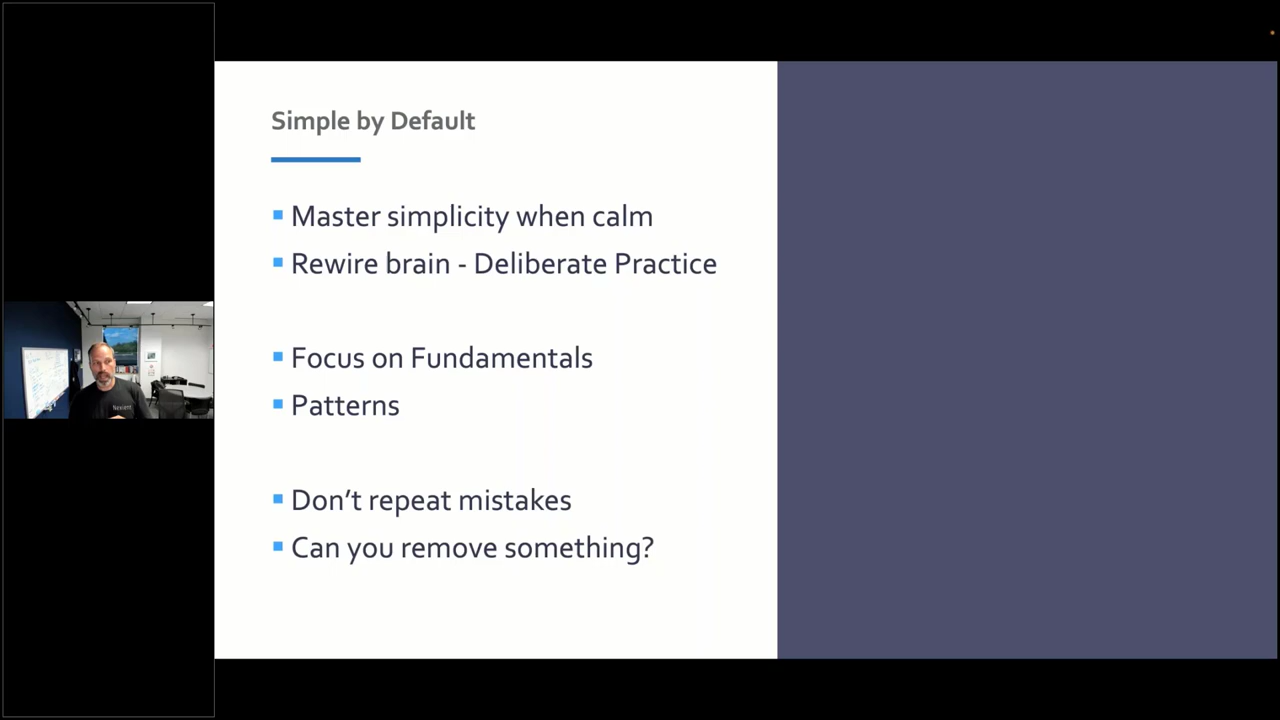 Simple by Default
Master simplicity when calm
Rewire brain - Deliberate Practice
Focus on Fundamentals
Patterns
Don’t repeat mistakes
Can you remove something?